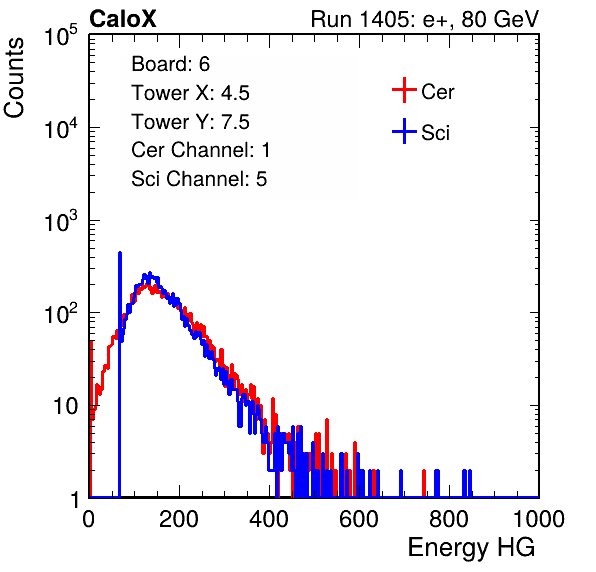 CaloX Run 1405: e+, 80 GeV
Counts
Board: 6
Tower X: 4.5
Tower Y: 7.5
Cer Channel: 1
Sci Channel: 5
Cer
Sci
10^5
10^4
10^3
10^2
10
1
0 200 400 600 800 1000
Energy HG